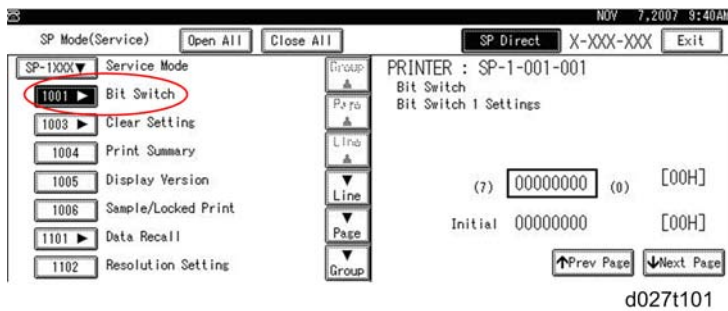 NOV 7,2007 9:40AM
SP Mode(Service) Open All Close All SP Direct X-XXX-XXX Exit
SP-1XXX▼ Service Mode Group
1001 ▶ Bit Switch Page
1003 ▶ Clear Setting Line
1004 Print Summary
1005 Display Version ▼ Line
1006 Sample/Locked Print ▼ Page
1101 ▶ Data Recall ▼ Group
1102 Resolution Setting
PRINTER : SP-1-001-001
Bit Switch
Bit Switch 1 Settings
(7) 00000000 (0) [00H]
Initial 00000000 [00H]
↑Prev Page ↓Next Page
d027t101